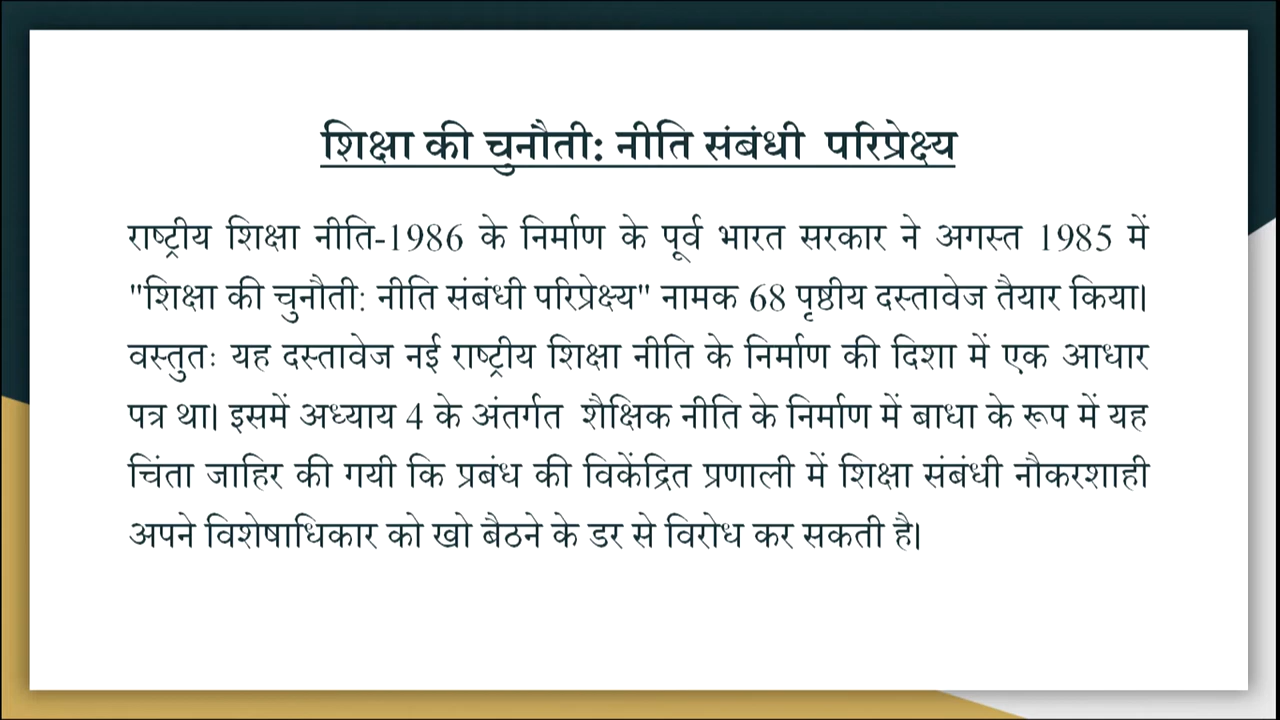 शिक्षा की चुनौती: नीति संबंधी परिप्रेक्ष्य
राष्ट्रीय शिक्षा नीति-1986 के निर्माण के पूर्व भारत सरकार ने अगस्त 1985 में
"शिक्षा की चुनौती: नीति संबंधी परिप्रेक्ष्य" नामक 68 पृष्ठीय दस्तावेज तैयार किया।
वस्तुतः यह दस्तावेज नई राष्ट्रीय शिक्षा नीति के निर्माण की दिशा में एक आधार
पत्र था। इसमें अध्याय 4 के अंतर्गत शैक्षिक नीति के निर्माण में बाधा के रूप में यह
चिंता जाहिर की गयी कि प्रबंध की विकेंद्रित प्रणाली में शिक्षा संबंधी नौकरशाही
अपने विशेषाधिकार को खो बैठने के डर से विरोध कर सकती है।